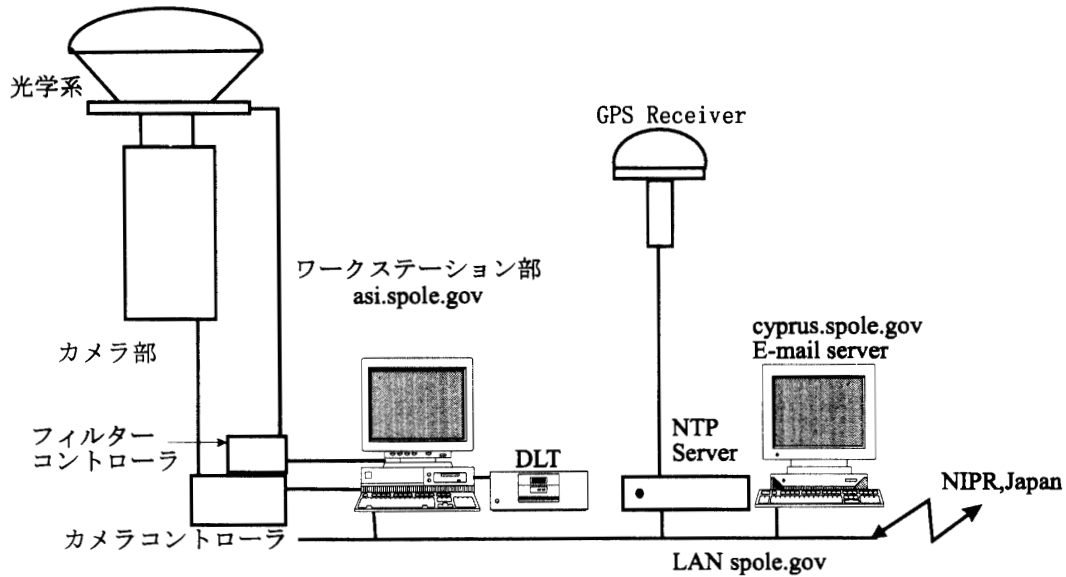 光学系
GPS Receiver
ワークステーション部
asi.spole.gov
カメラ部
cyprus.spole.gov
E-mail server
フィルター
コントローラ
DLT
NTP
Server
NIPR,Japan
カメラコントローラ
LAN spole.gov